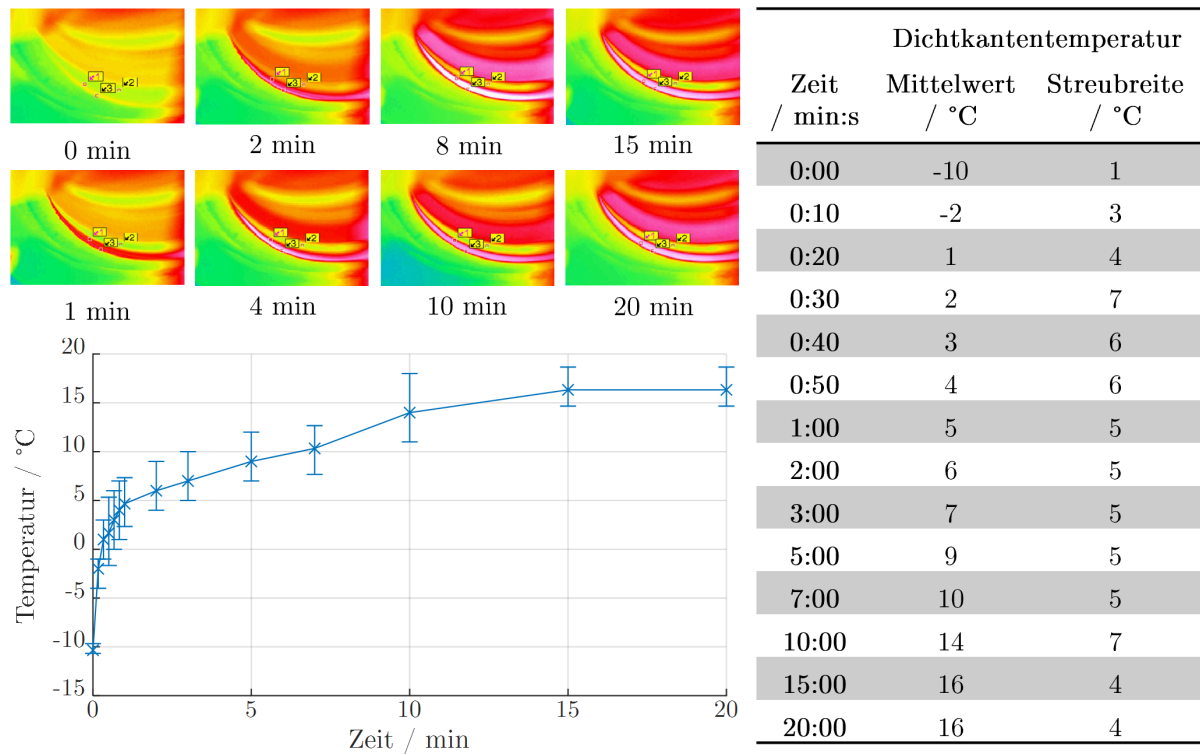 0 min
2 min
8 min
15 min
1 min
4 min
10 min
20 min
Temperatur / °C
20
15
10
5
0
-5
-10
-15
0
5
10
15
20
Zeit / min
Dichtkantentemperatur
Zeit Mittelwert Streubreite
/ min:s / °C / °C
0:00 -10 1
0:10 -2 3
0:20 1 4
0:30 2 7
0:40 3 6
0:50 4 6
1:00 5 5
2:00 6 5
3:00 7 5
5:00 9 5
7:00 10 5
10:00 14 7
15:00 16 4
20:00 16 4